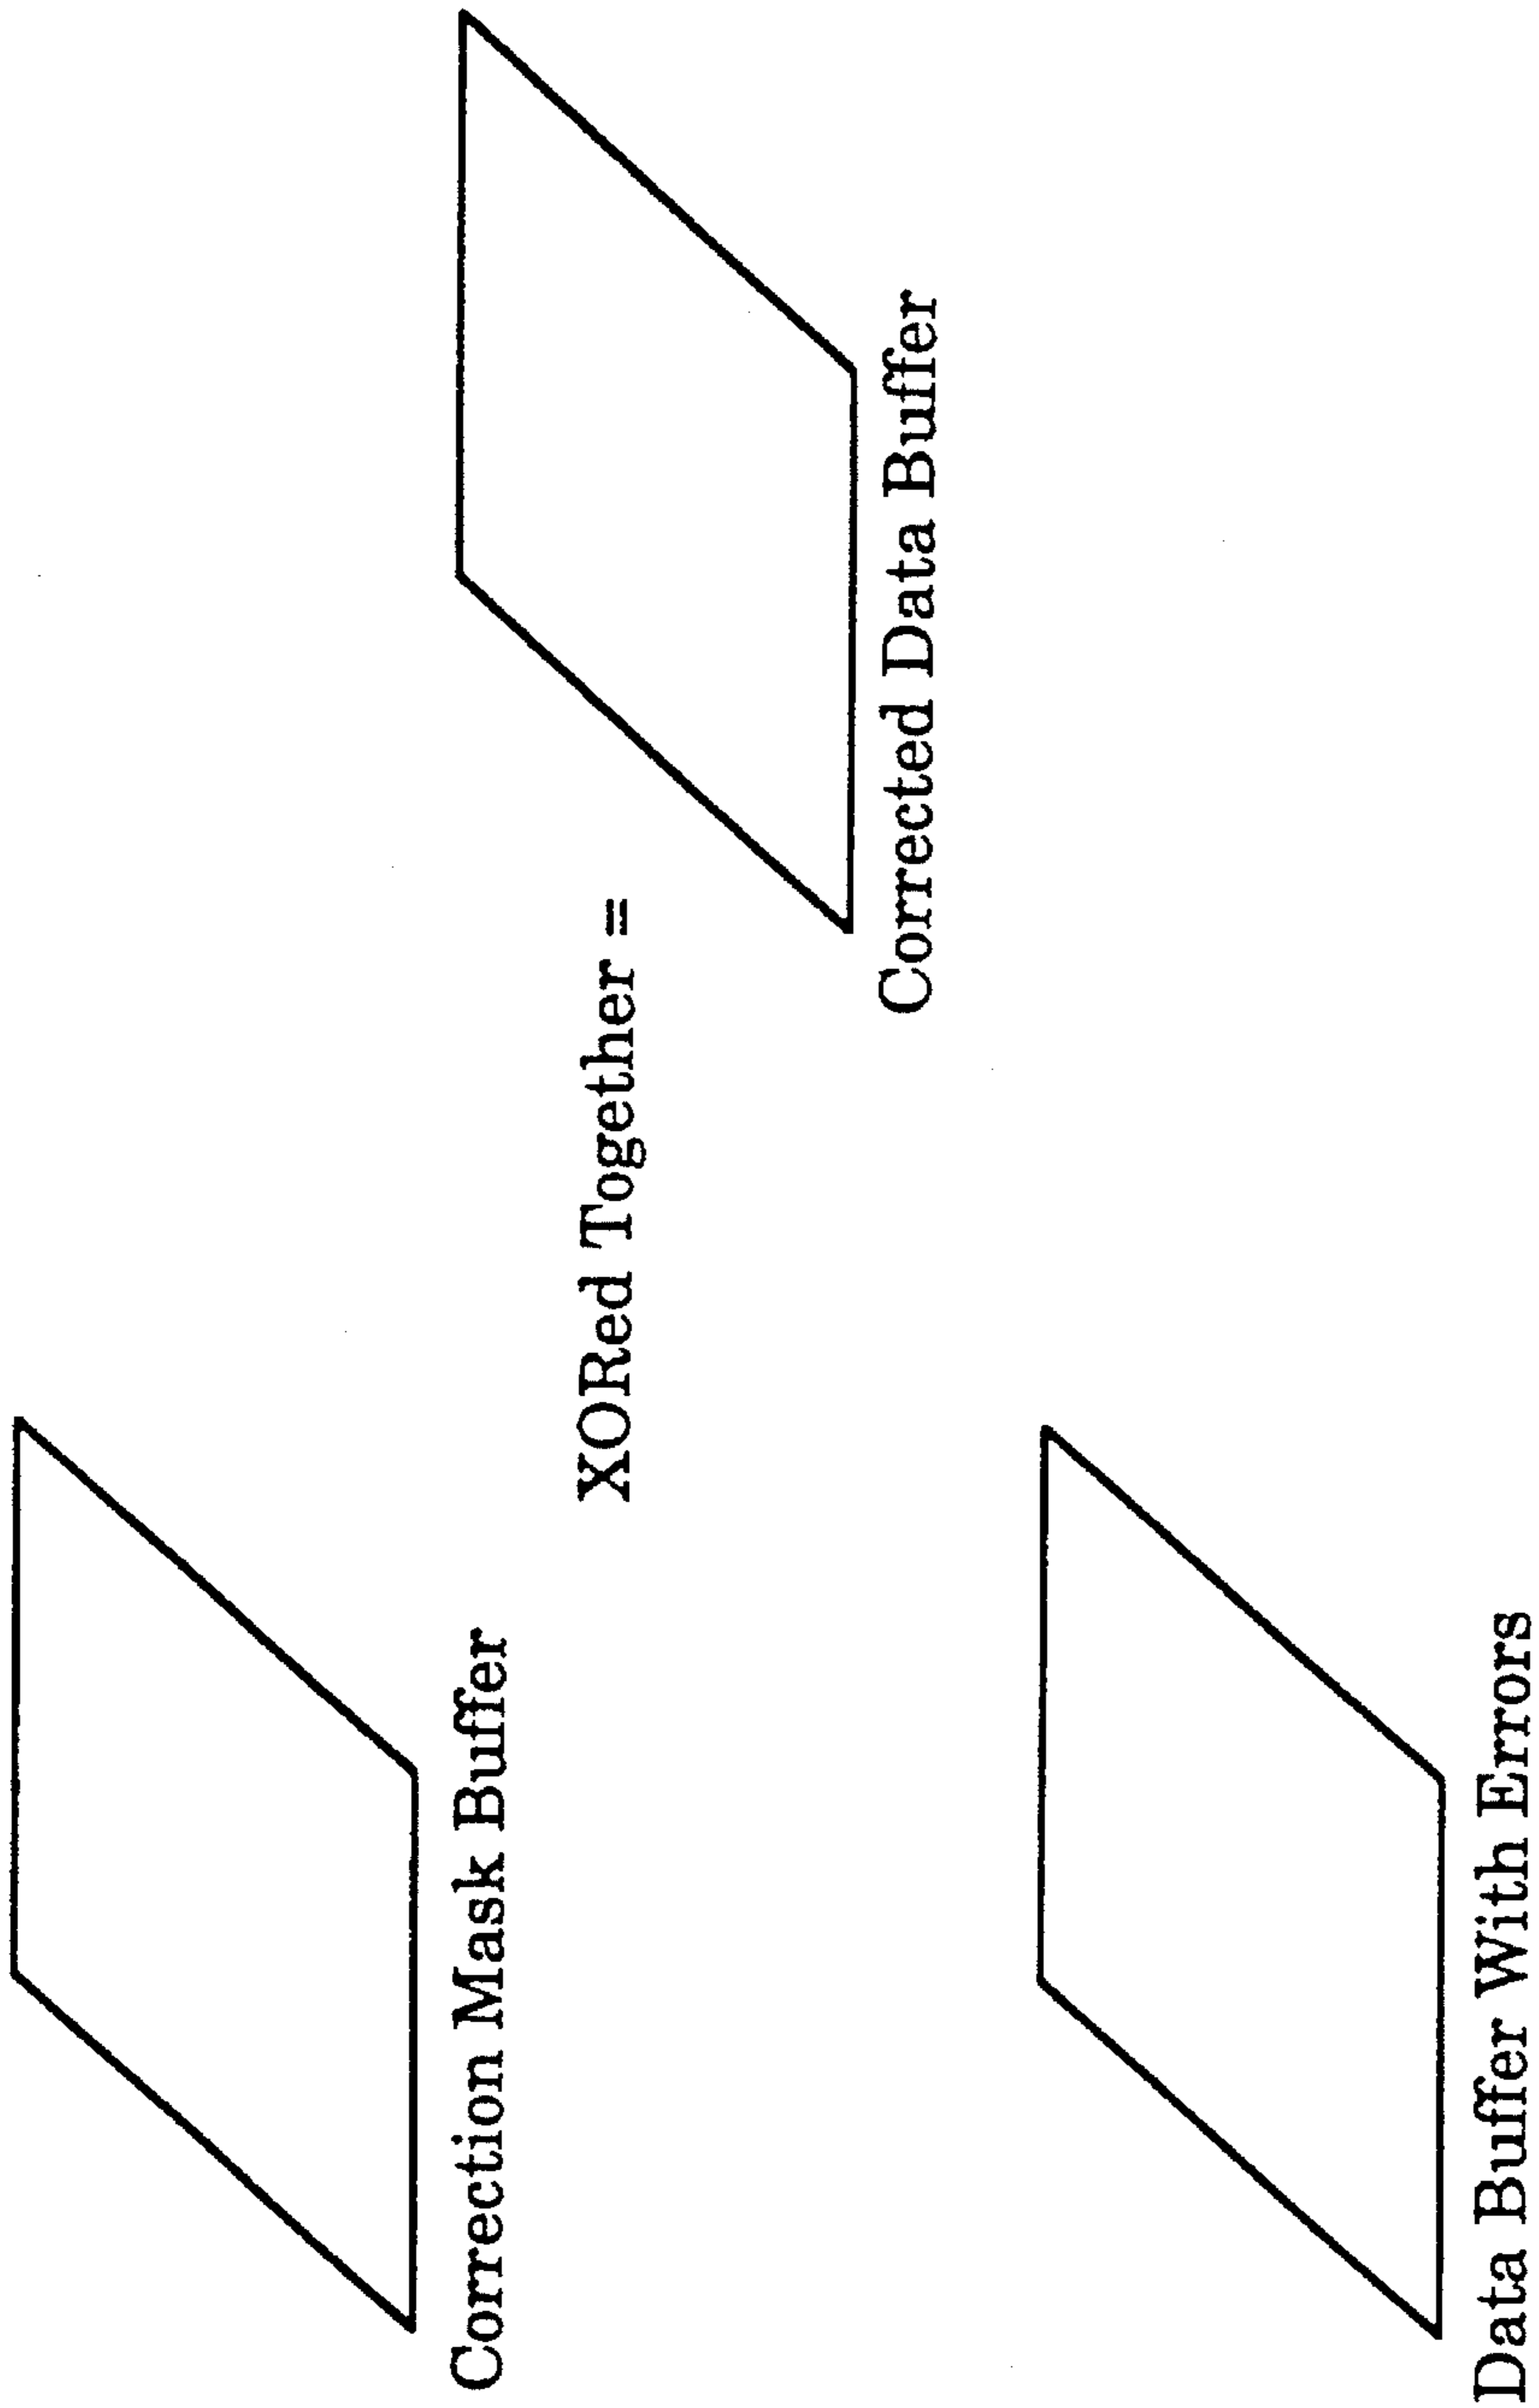 Correction Mask Buffer
XORed Together =
Corrected Data Buffer
Data Buffer With Errors